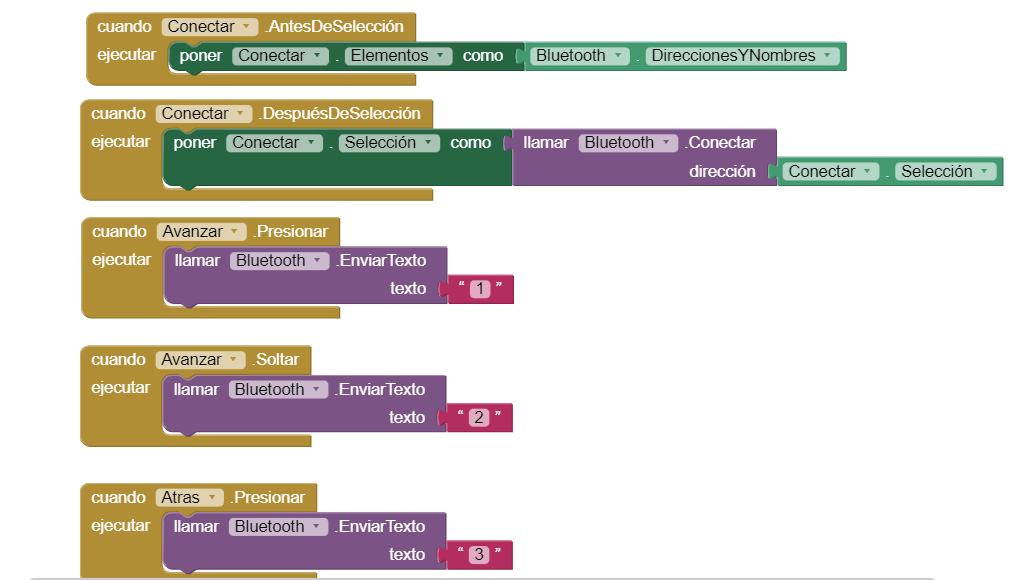 cuando Conectar .AntesDeSelección
ejecutar poner Conectar . Elementos como Bluetooth . DireccionesYNombres
cuando Conectar .DespuésDeSelección
ejecutar poner Conectar . Selección como llamar Bluetooth .Conectar
dirección Conectar . Selección
cuando Avanzar .Presionar
ejecutar llamar Bluetooth .EnviarTexto
texto “ 1 ”
cuando Avanzar .Soltar
ejecutar llamar Bluetooth .EnviarTexto
texto “ 2 ”
cuando Atras .Presionar
ejecutar llamar Bluetooth .EnviarTexto
texto “ 3 ”